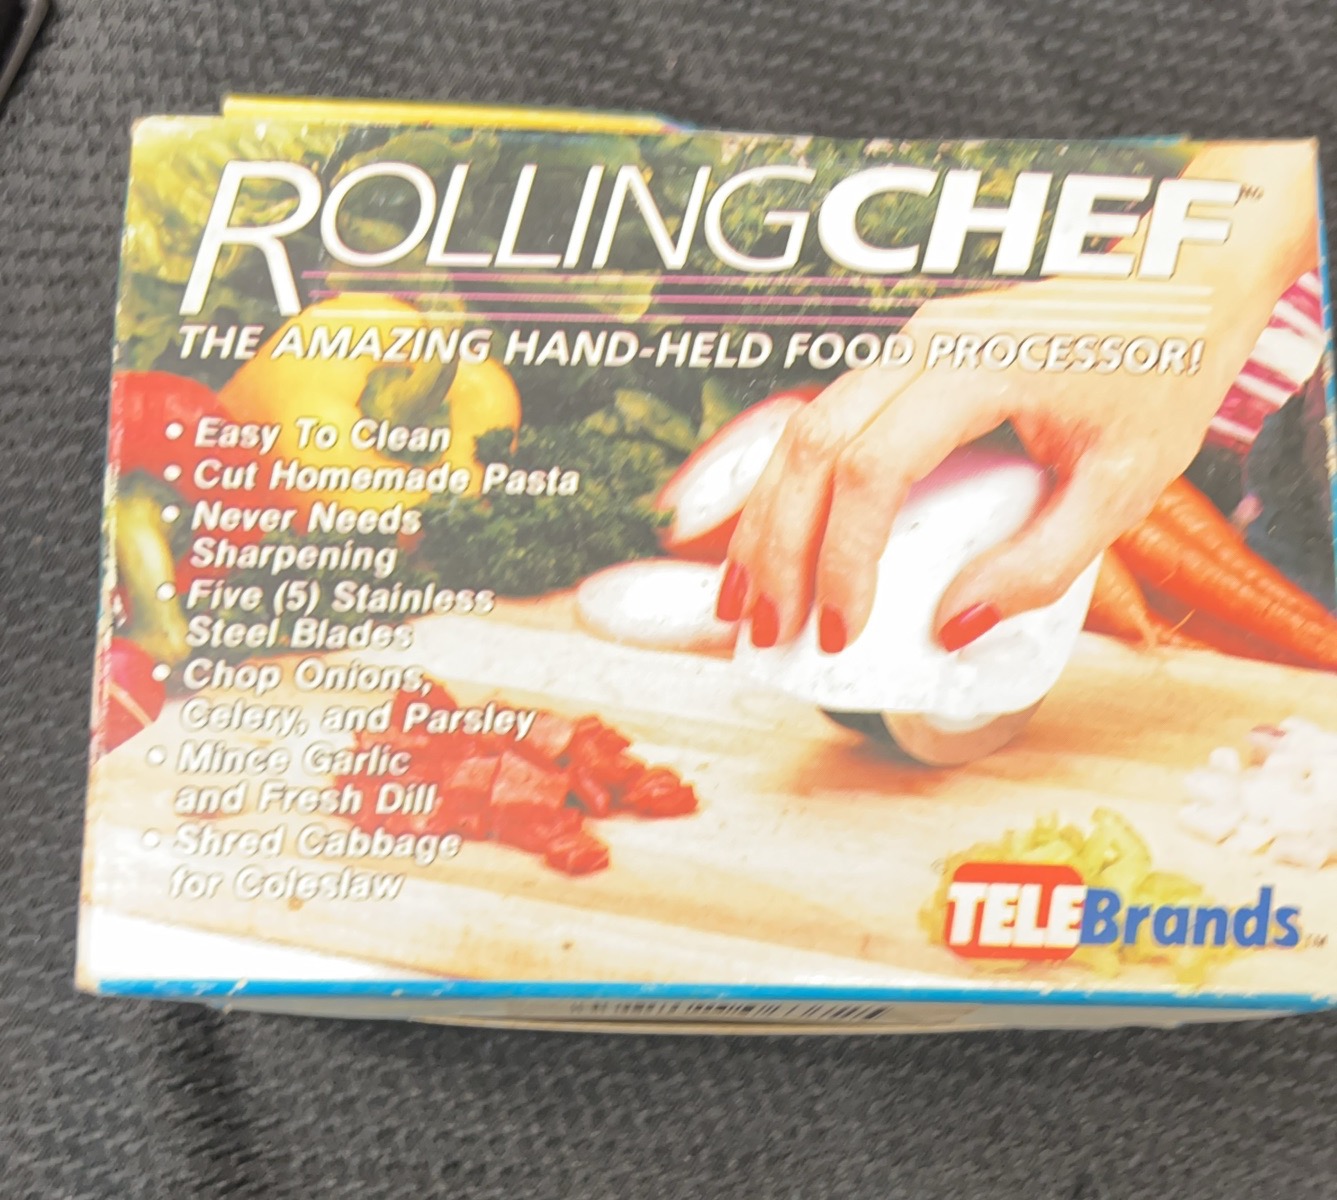 ROLLINGCHEF
THE AMAZING HAND-HELD FOOD PROCESSOR!
• Easy To Clean
• Cut Homemade Pasta
• Never Needs
Sharpening
• Five (5) Stainless
Steel Blades
• Chop Onions,
Celery, and Parsley
• Mince Garlic
and Fresh Dill
• Shred Cabbage
for Coleslaw
TELEBrands™